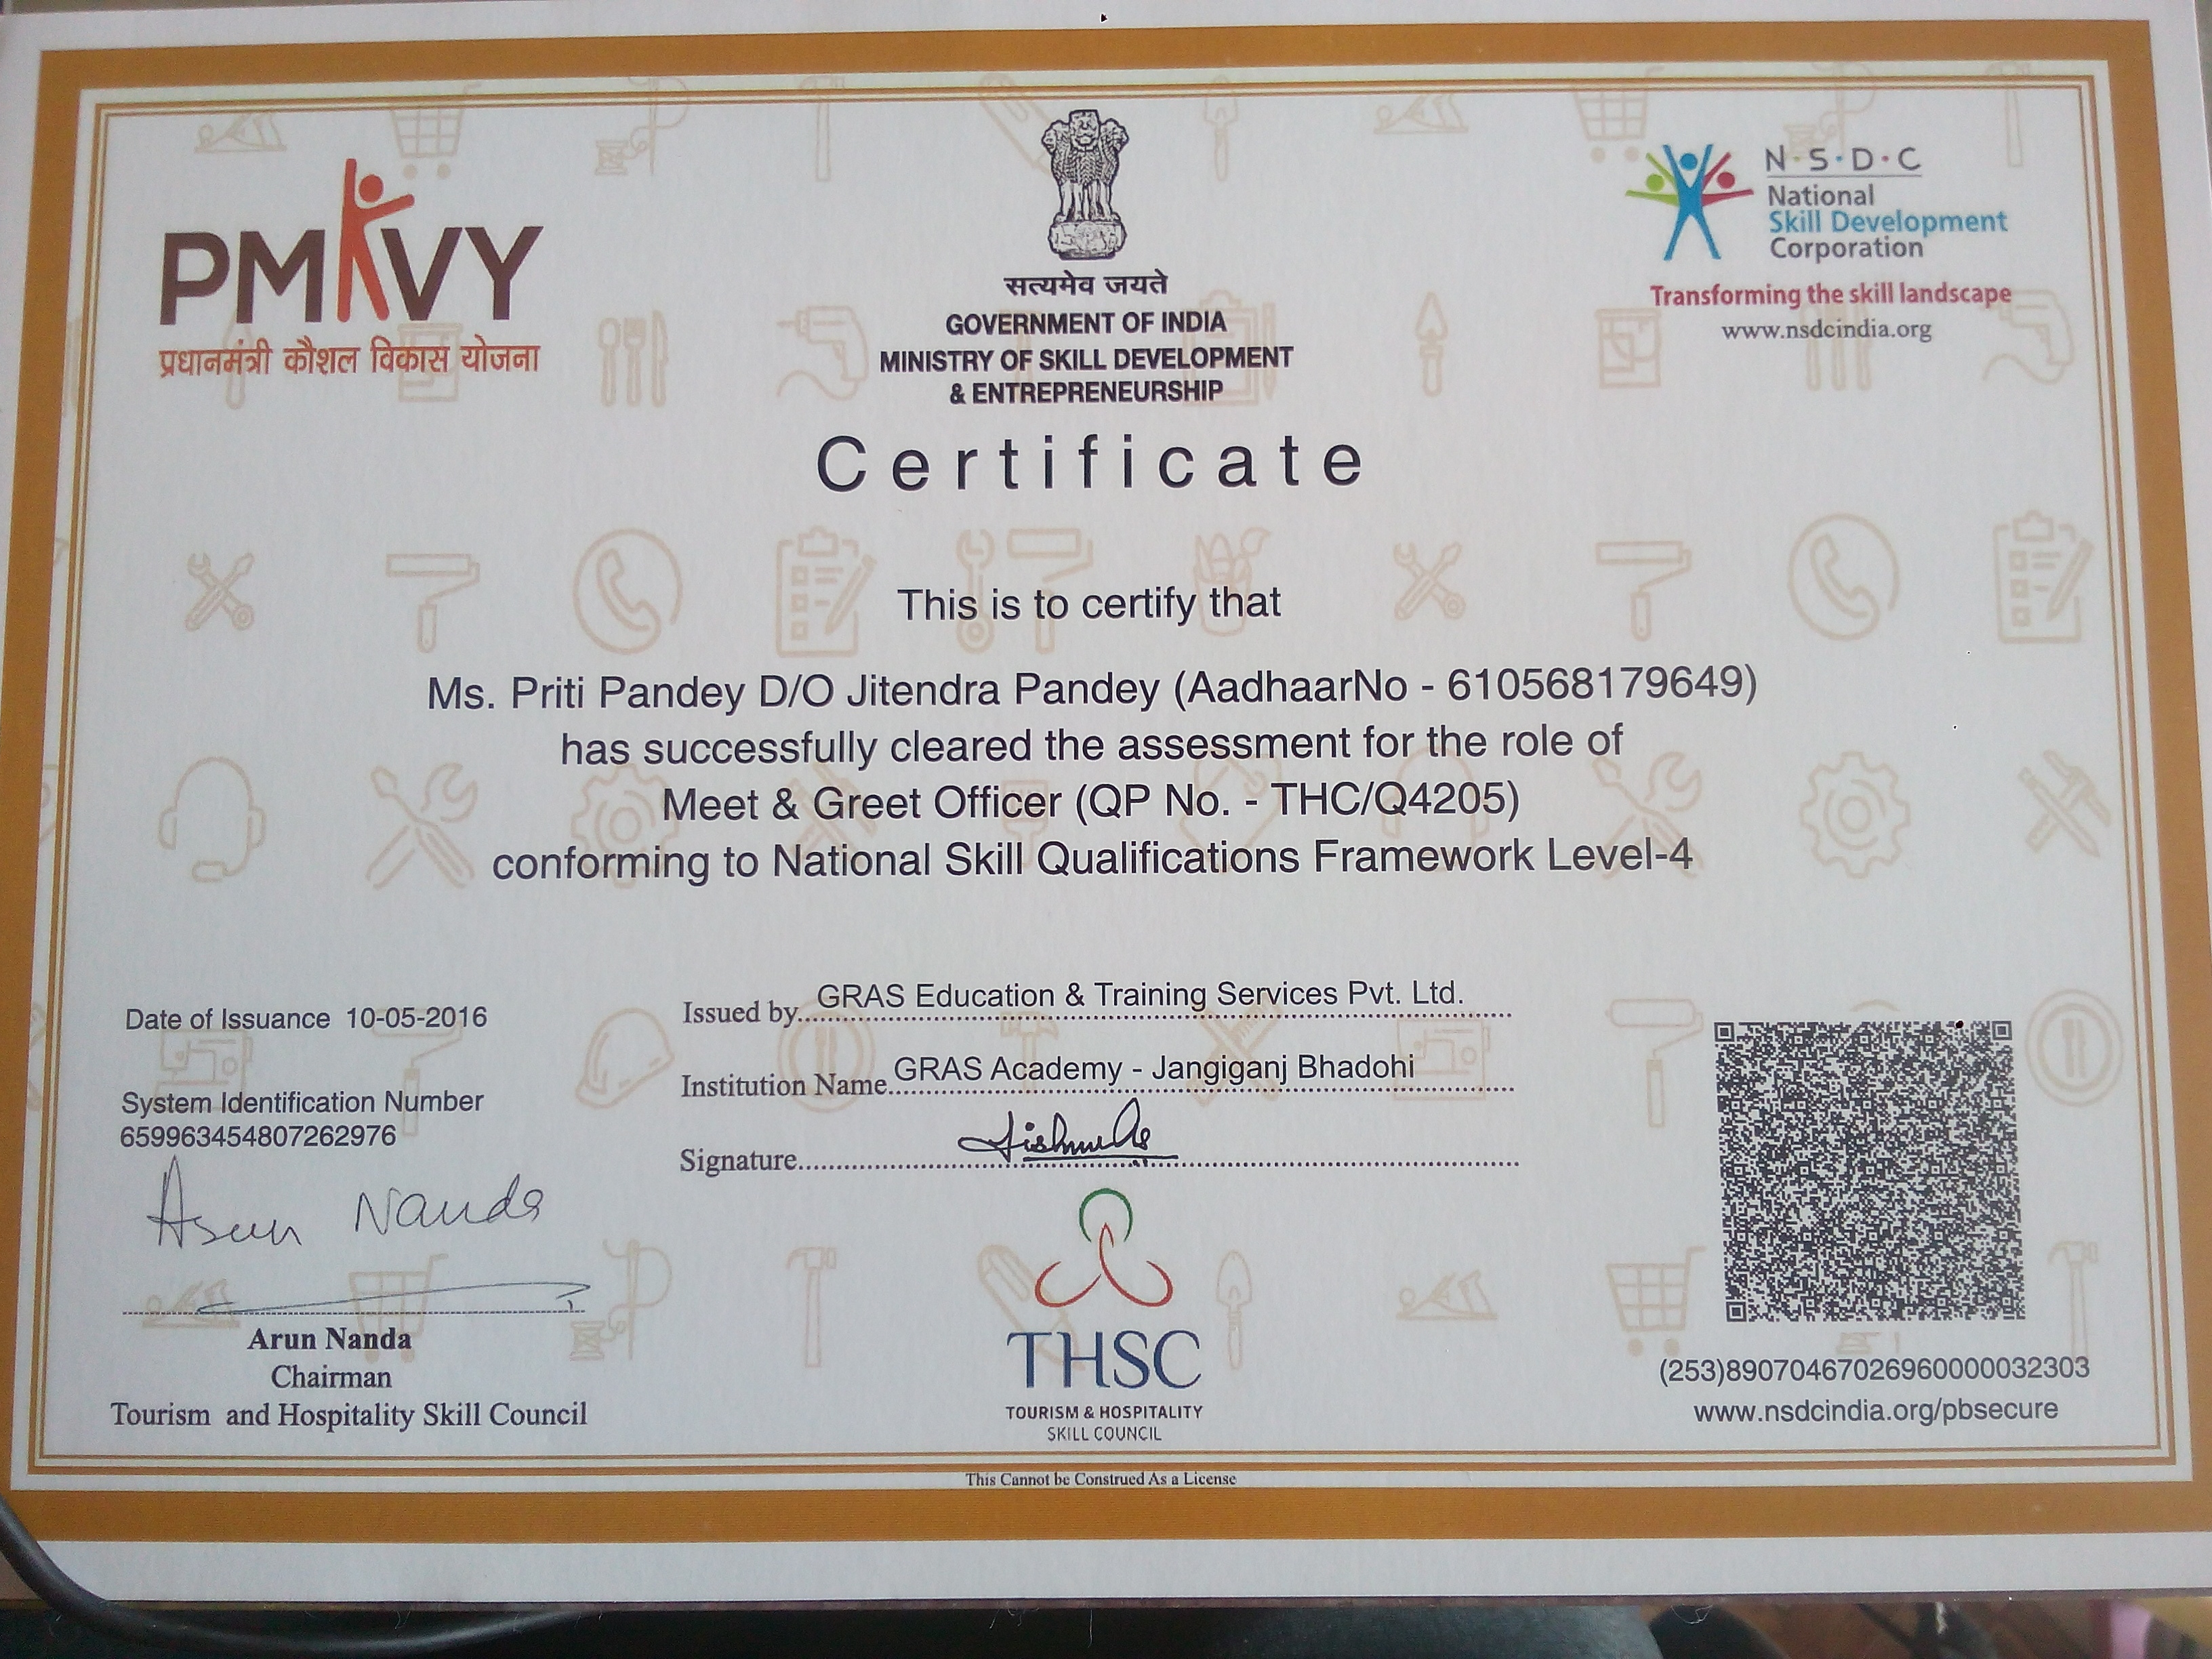 PMKVY
प्रधानमंत्री कौशल विकास योजना
सत्यमेव जयते
GOVERNMENT OF INDIA
MINISTRY OF SKILL DEVELOPMENT
& ENTREPRENEURSHIP
N·S·D·C
National
Skill Development
Corporation
Transforming the skill landscape
www.nsdcindia.org
Certificate
This is to certify that
Ms. Priti Pandey D/O Jitendra Pandey (AadhaarNo - 610568179649)
has successfully cleared the assessment for the role of
Meet & Greet Officer (QP No. - THC/Q4205)
conforming to National Skill Qualifications Framework Level-4
Date of Issuance 10-05-2016
System Identification Number
659963454807262976
Arun Nanda
Arun Nanda
Chairman
Tourism and Hospitality Skill Council
Issued by GRAS Education & Training Services Pvt. Ltd.
Institution Name GRAS Academy - Jangiganj Bhadohi
Signature
THSC
TOURISM & HOSPITALITY
SKILL COUNCIL
(253)8907046702696000032303
www.nsdcindia.org/pbsecure
This Cannot be Construed As a License